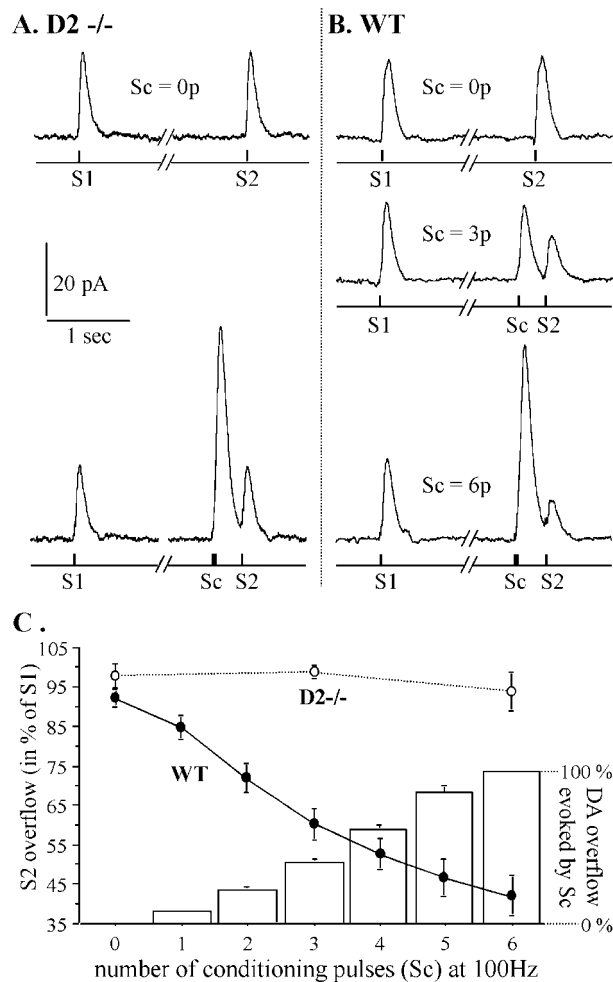 A. D2 -/-
B. WT
Sc = 0p
Sc = 0p
S1
S2
S1
S2
20 pA
1 sec
Sc = 3p
S1
Sc
S2
Sc = 6p
S1
Sc
S2
S1
Sc
S2
C .
S2 overflow (in % of S1)
105
95
85
75
65
55
45
35
D2-/-
WT
100 %
0 %
DA overflow
evoked by Sc
0
1
2
3
4
5
6
number of conditioning pulses (Sc) at 100Hz